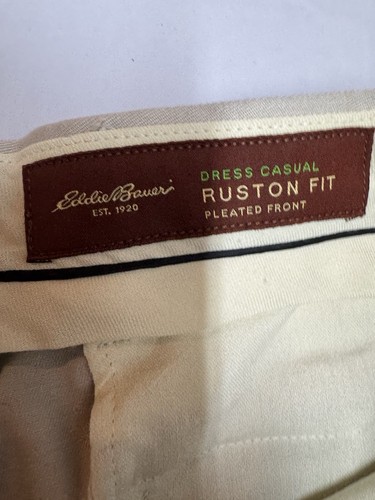 Eddie Bauer
EST. 1920
DRESS CASUAL
RUSTON FIT
PLEATED FRONT